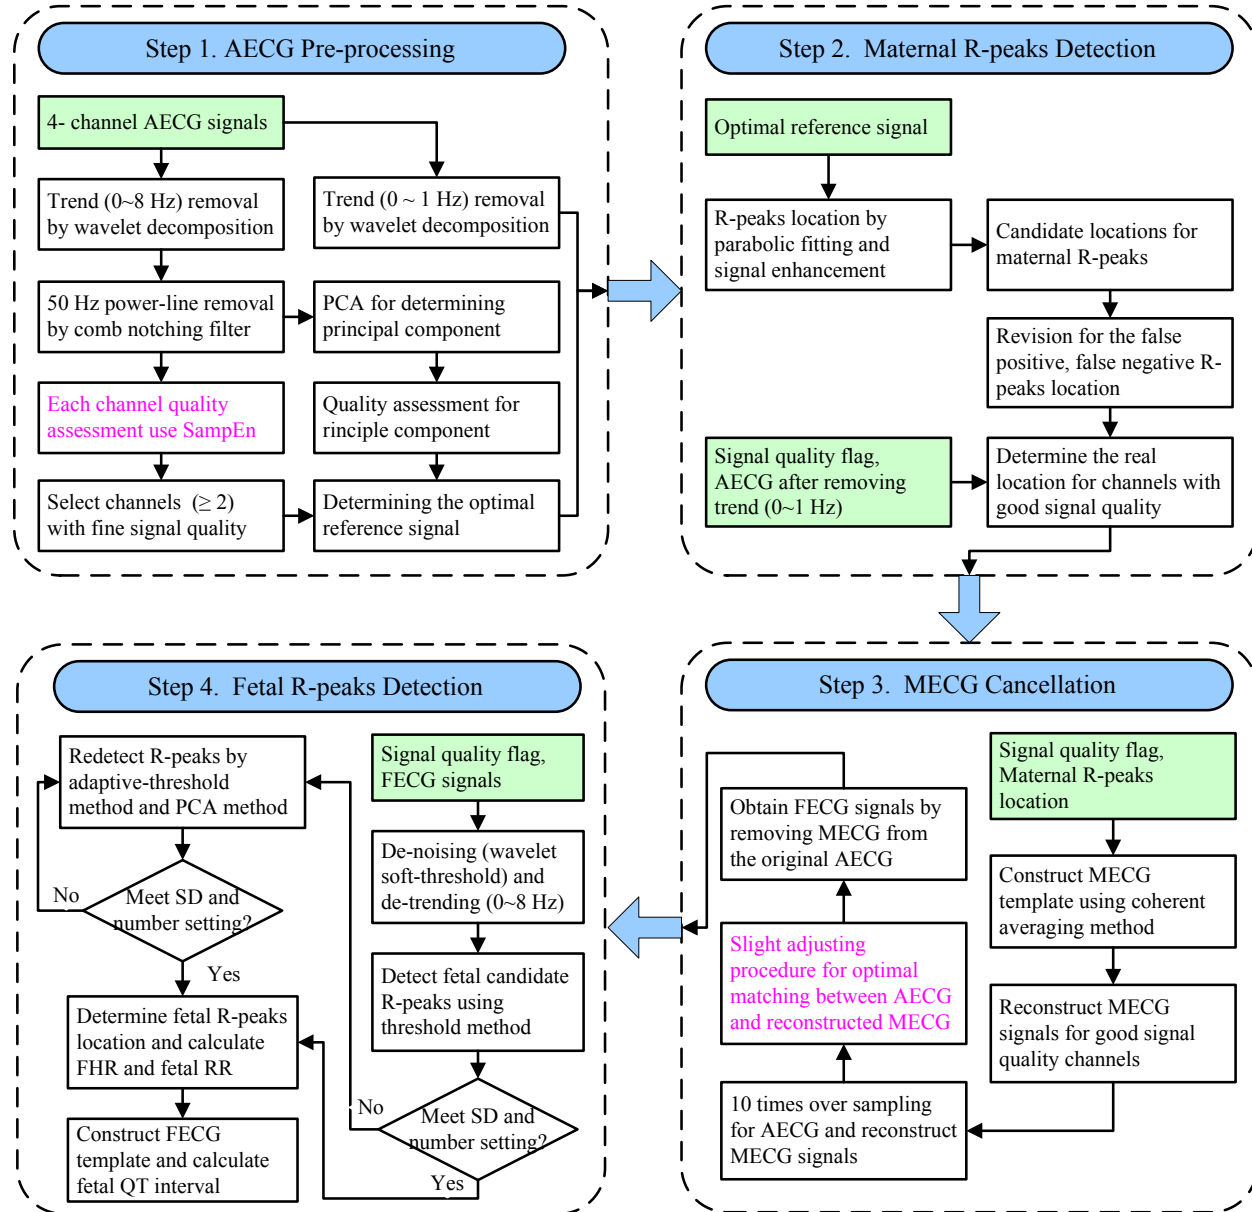 Step 1. AECG Pre-processing
4- channel AECG signals
Trend (0~8 Hz) removal
by wavelet decomposition
Trend (0 ~ 1 Hz) removal
by wavelet decomposition
50 Hz power-line removal
by comb notching filter
PCA for determining
principal component
Each channel quality
assessment use SampEn
Quality assessment for
rinciple component
Select channels (≥ 2)
with fine signal quality
Determining the optimal
reference signal
Step 2. Maternal R-peaks Detection
Optimal reference signal
R-peaks location by
parabolic fitting and
signal enhancement
Candidate locations for
maternal R-peaks
Revision for the false
positive, false negative R-
peaks location
Signal quality flag,
AECG after removing
trend (0~1 Hz)
Determine the real
location for channels with
good signal quality
Step 3. MECG Cancellation
Signal quality flag,
Maternal R-peaks
location
Construct MECG
template using coherent
averaging method
Reconstruct MECG
signals for good signal
quality channels
10 times over sampling
for AECG and reconstruct
MECG signals
Slight adjusting
procedure for optimal
matching between AECG
and reconstructed MECG
Obtain FECG signals by
removing MECG from
the original AECG
Step 4. Fetal R-peaks Detection
Signal quality flag,
FECG signals
De-noising (wavelet
soft-threshold) and
de-trending (0~8 Hz)
Detect fetal candidate
R-peaks using
threshold method
Meet SD and
number setting?
No
Yes
Redetect R-peaks by
adaptive-threshold
method and PCA method
Meet SD and
number setting?
No
Yes
Determine fetal R-peaks
location and calculate
FHR and fetal RR
Construct FECG
template and calculate
fetal QT interval